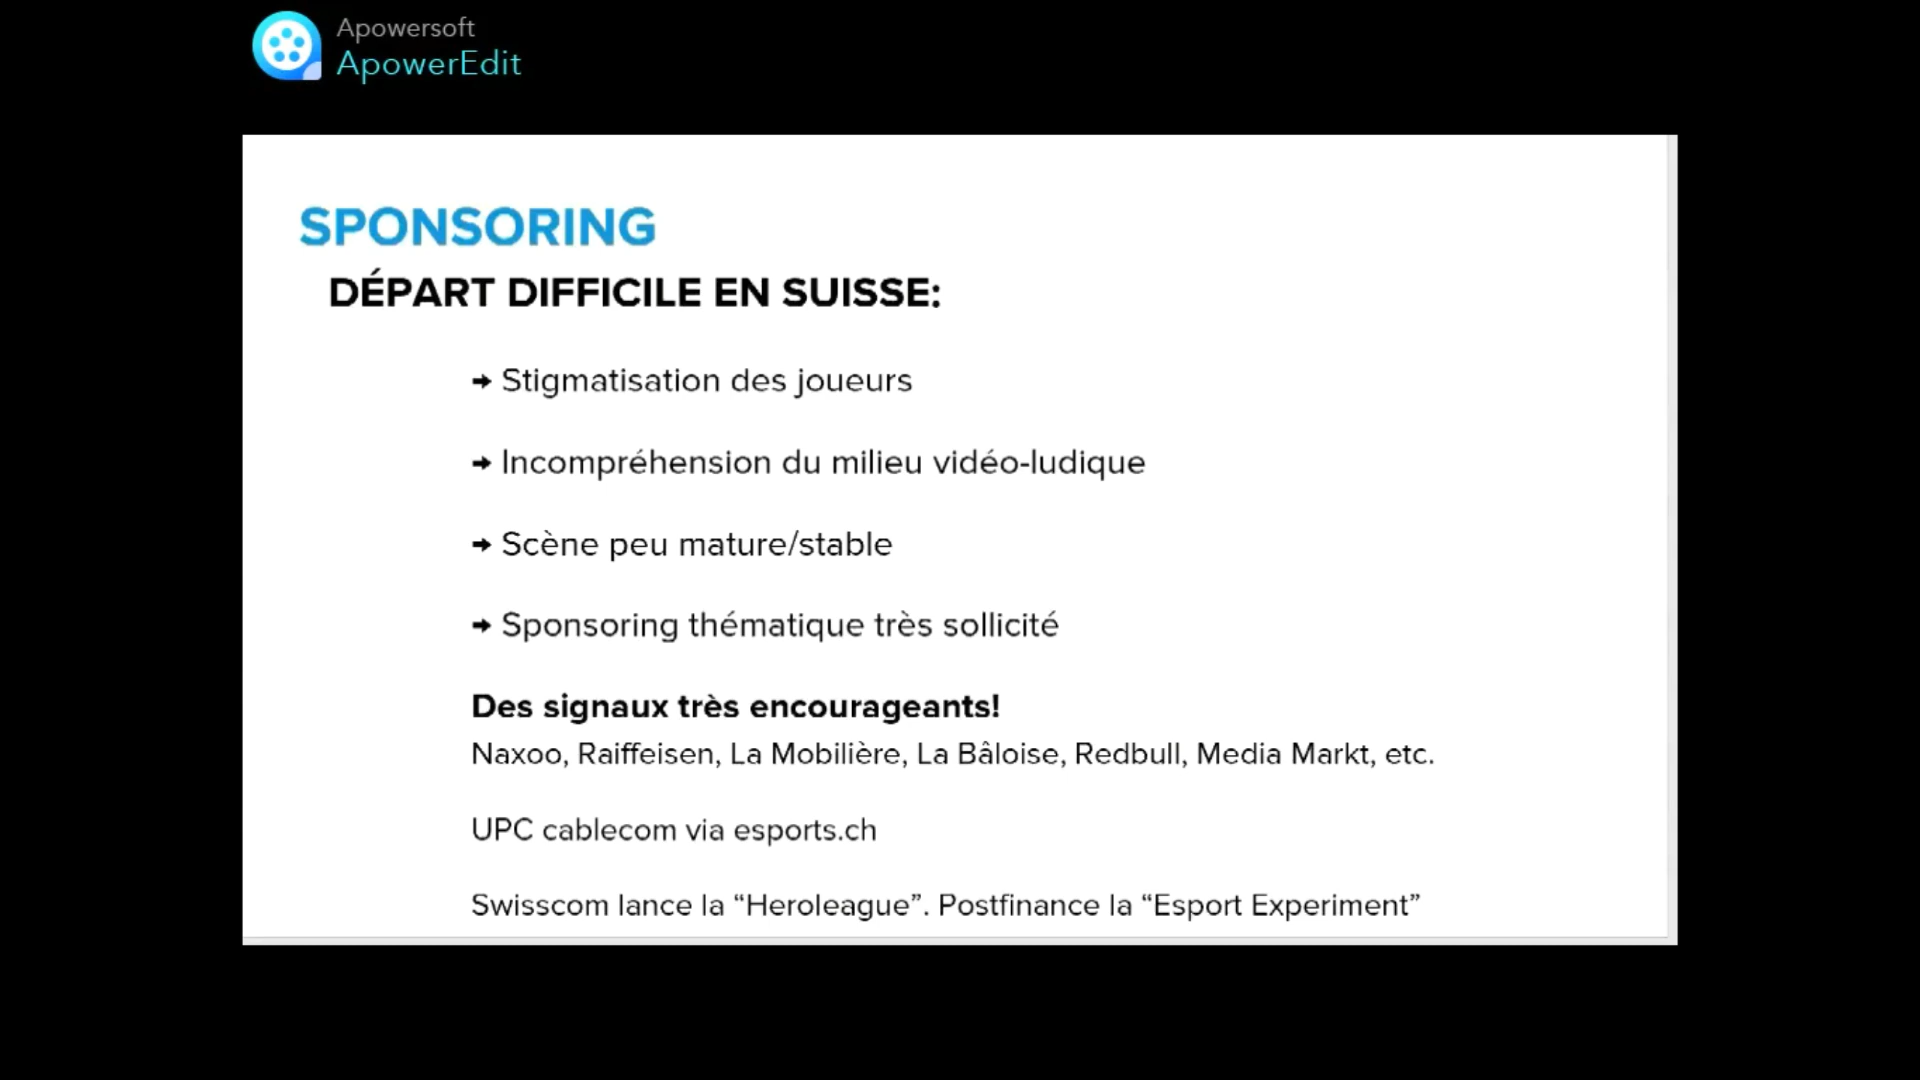 Apowersoft
ApowerEdit
SPONSORING
DÉPART DIFFICILE EN SUISSE:
➜ Stigmatisation des joueurs
➜ Incompréhension du milieu vidéo-ludique
➜ Scène peu mature/stable
➜ Sponsoring thématique très sollicité
Des signaux très encourageants!
Naxoo, Raiffeisen, La Mobilière, La Bâloise, Redbull, Media Markt, etc.
UPC cablecom via esports.ch
Swisscom lance la “Heroleague”. Postfinance la “Esport Experiment”